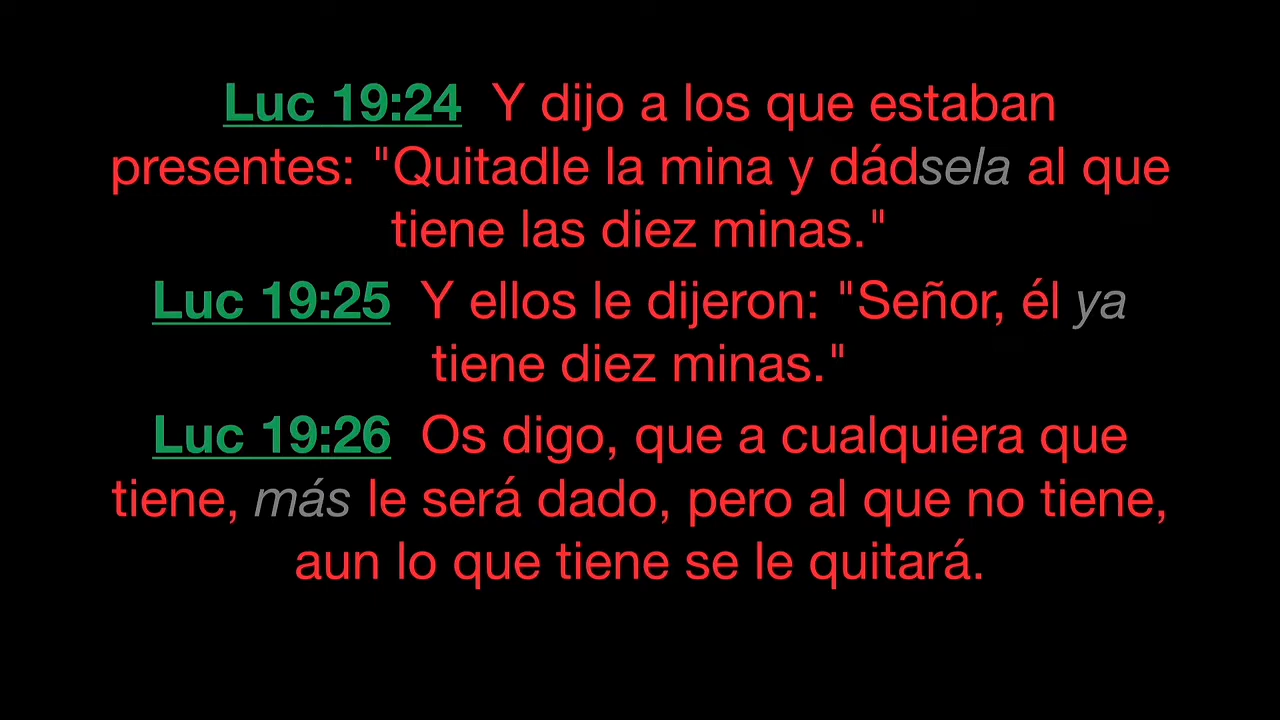 Luc 19:24 Y dijo a los que estaban
presentes: "Quitadle la mina y dádsela al que
tiene las diez minas."
Luc 19:25 Y ellos le dijeron: "Señor, él ya
tiene diez minas."
Luc 19:26 Os digo, que a cualquiera que
tiene, más le será dado, pero al que no tiene,
aun lo que tiene se le quitará.